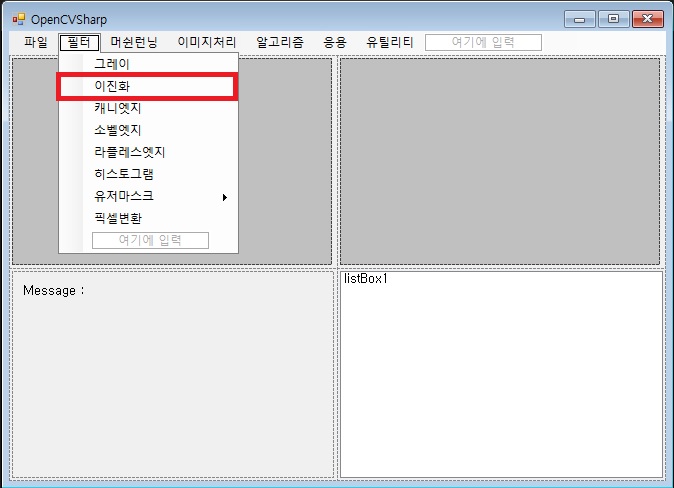 OpenCVSharp
파일 필터 머쉰런닝 이미지처리 알고리즘 응용 유틸리티 여기에 입력
그레이
이진화
캐니엣지
소벨엣지
라플레스엣지
히스토그램
유저마스크
픽셀변환
여기에 입력
Message :
listBox1